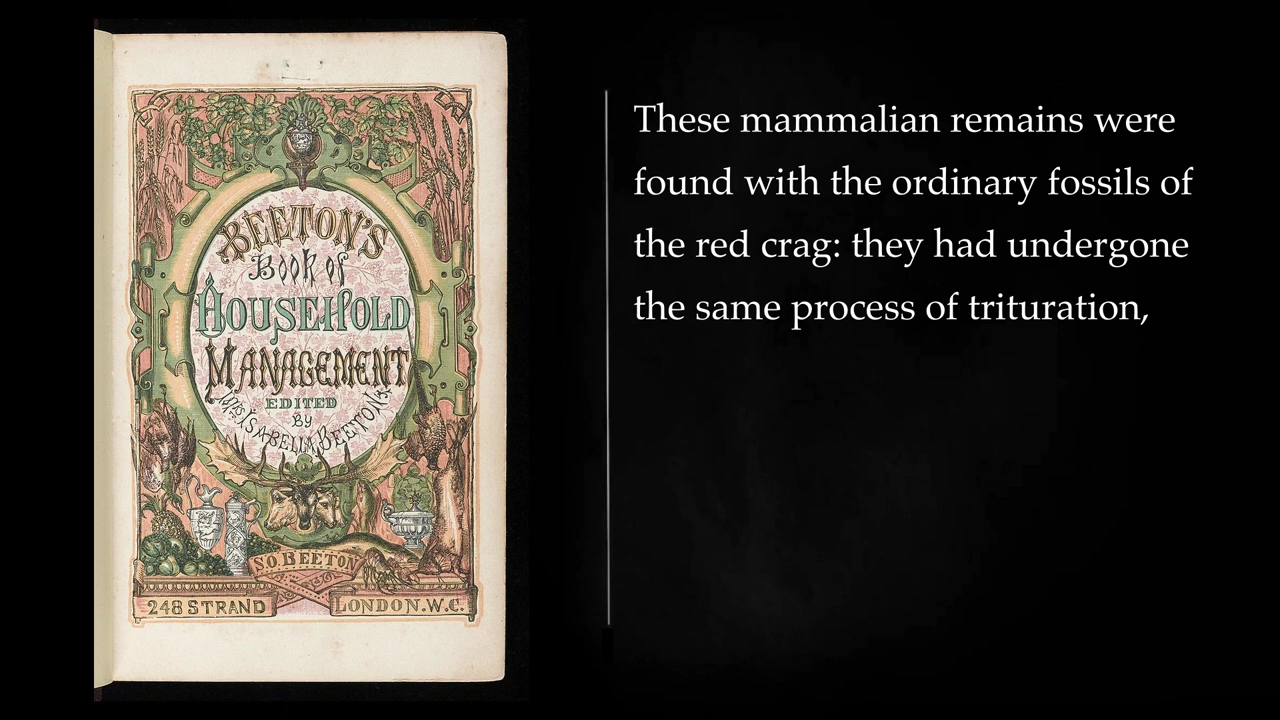 BEETON'S
Book of
HOUSEHOLD
MANAGEMENT
EDITED
BY
MRS ISABELLA BEETON
S.O. BEETON
248 STRAND
LONDON. W.C.
These mammalian remains were
found with the ordinary fossils of
the red crag: they had undergone
the same process of trituration,